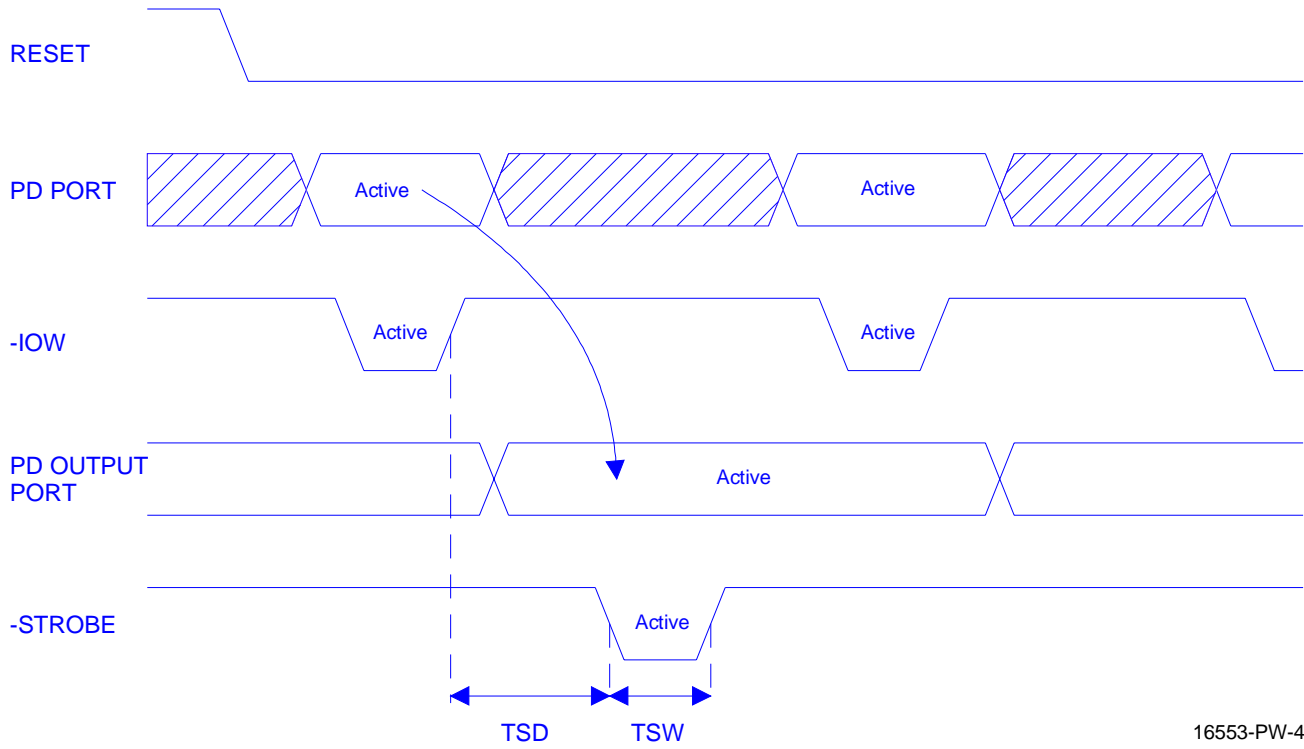 RESET
PD PORT
Active
Active
-IOW
Active
Active
PD OUTPUT
PORT
Active
-STROBE
Active
TSD
TSW
16553-PW-4